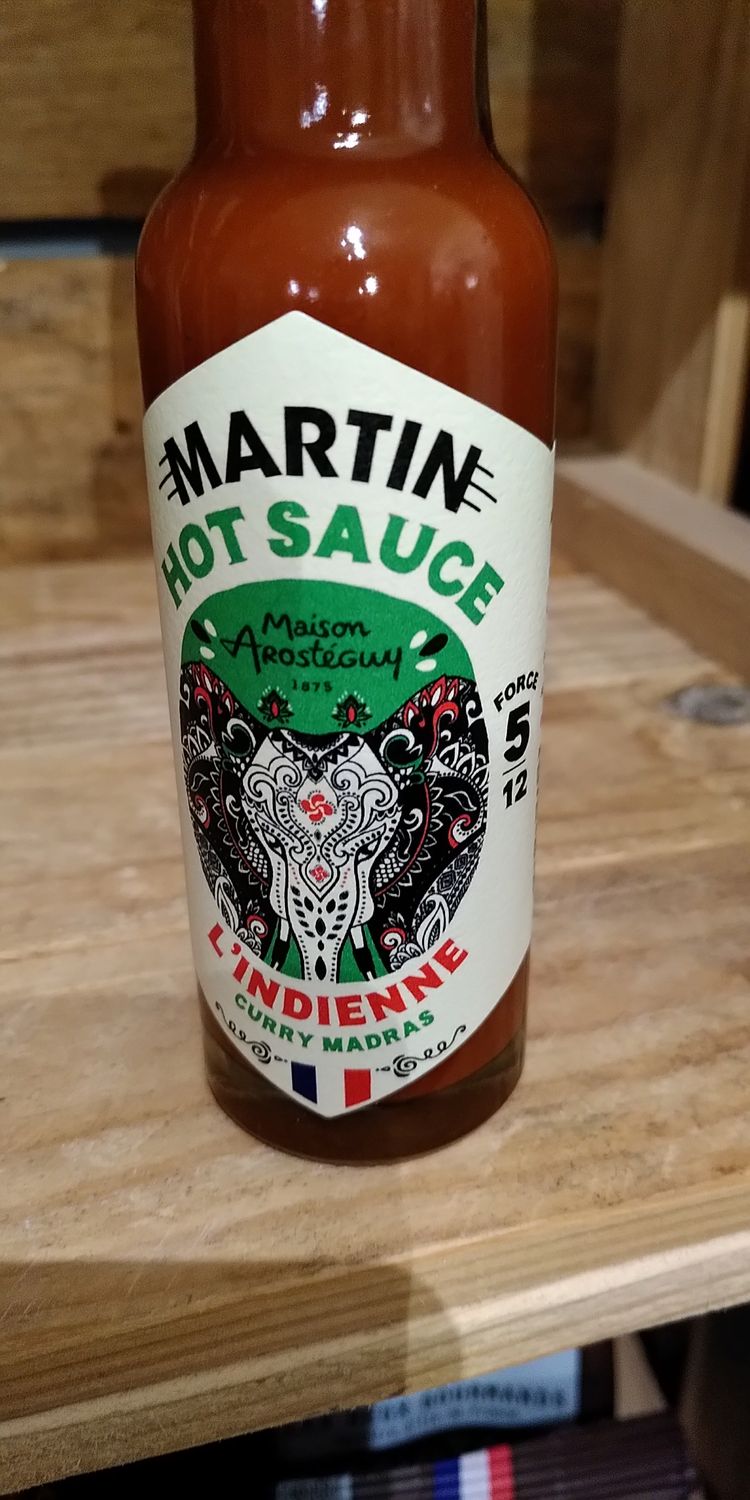 MARTIN
HOT SAUCE
Maison
Arostéguy
1875
FORCE
5
12
L'INDIENNE
CURRY MADRAS